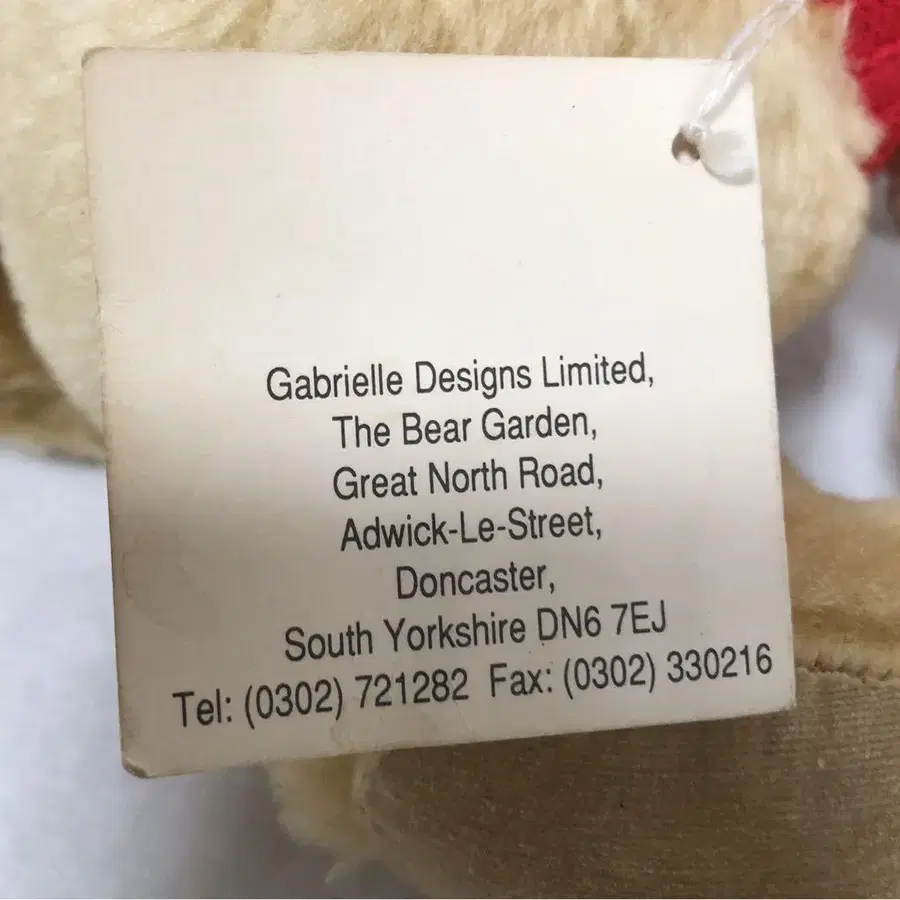 Gabrielle Designs Limited,
The Bear Garden,
Great North Road,
Adwick-Le-Street,
Doncaster,
South Yorkshire DN6 7EJ
Tel: (0302) 721282 Fax: (0302) 330216